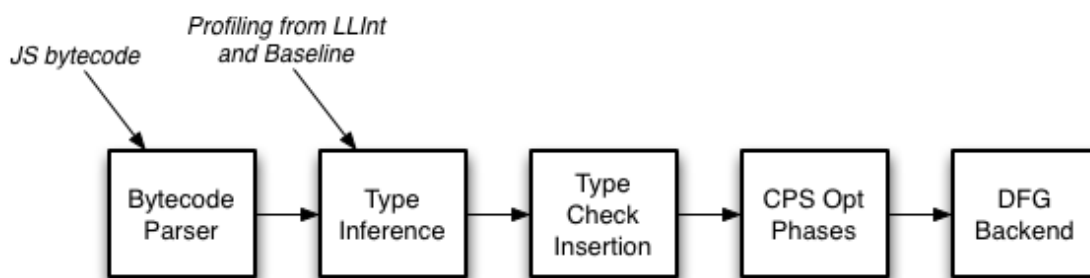 Profiling from LLInt
and Baseline
JS bytecode
Bytecode
Parser
Type
Inference
Type
Check
Insertion
CPS Opt
Phases
DFG
Backend